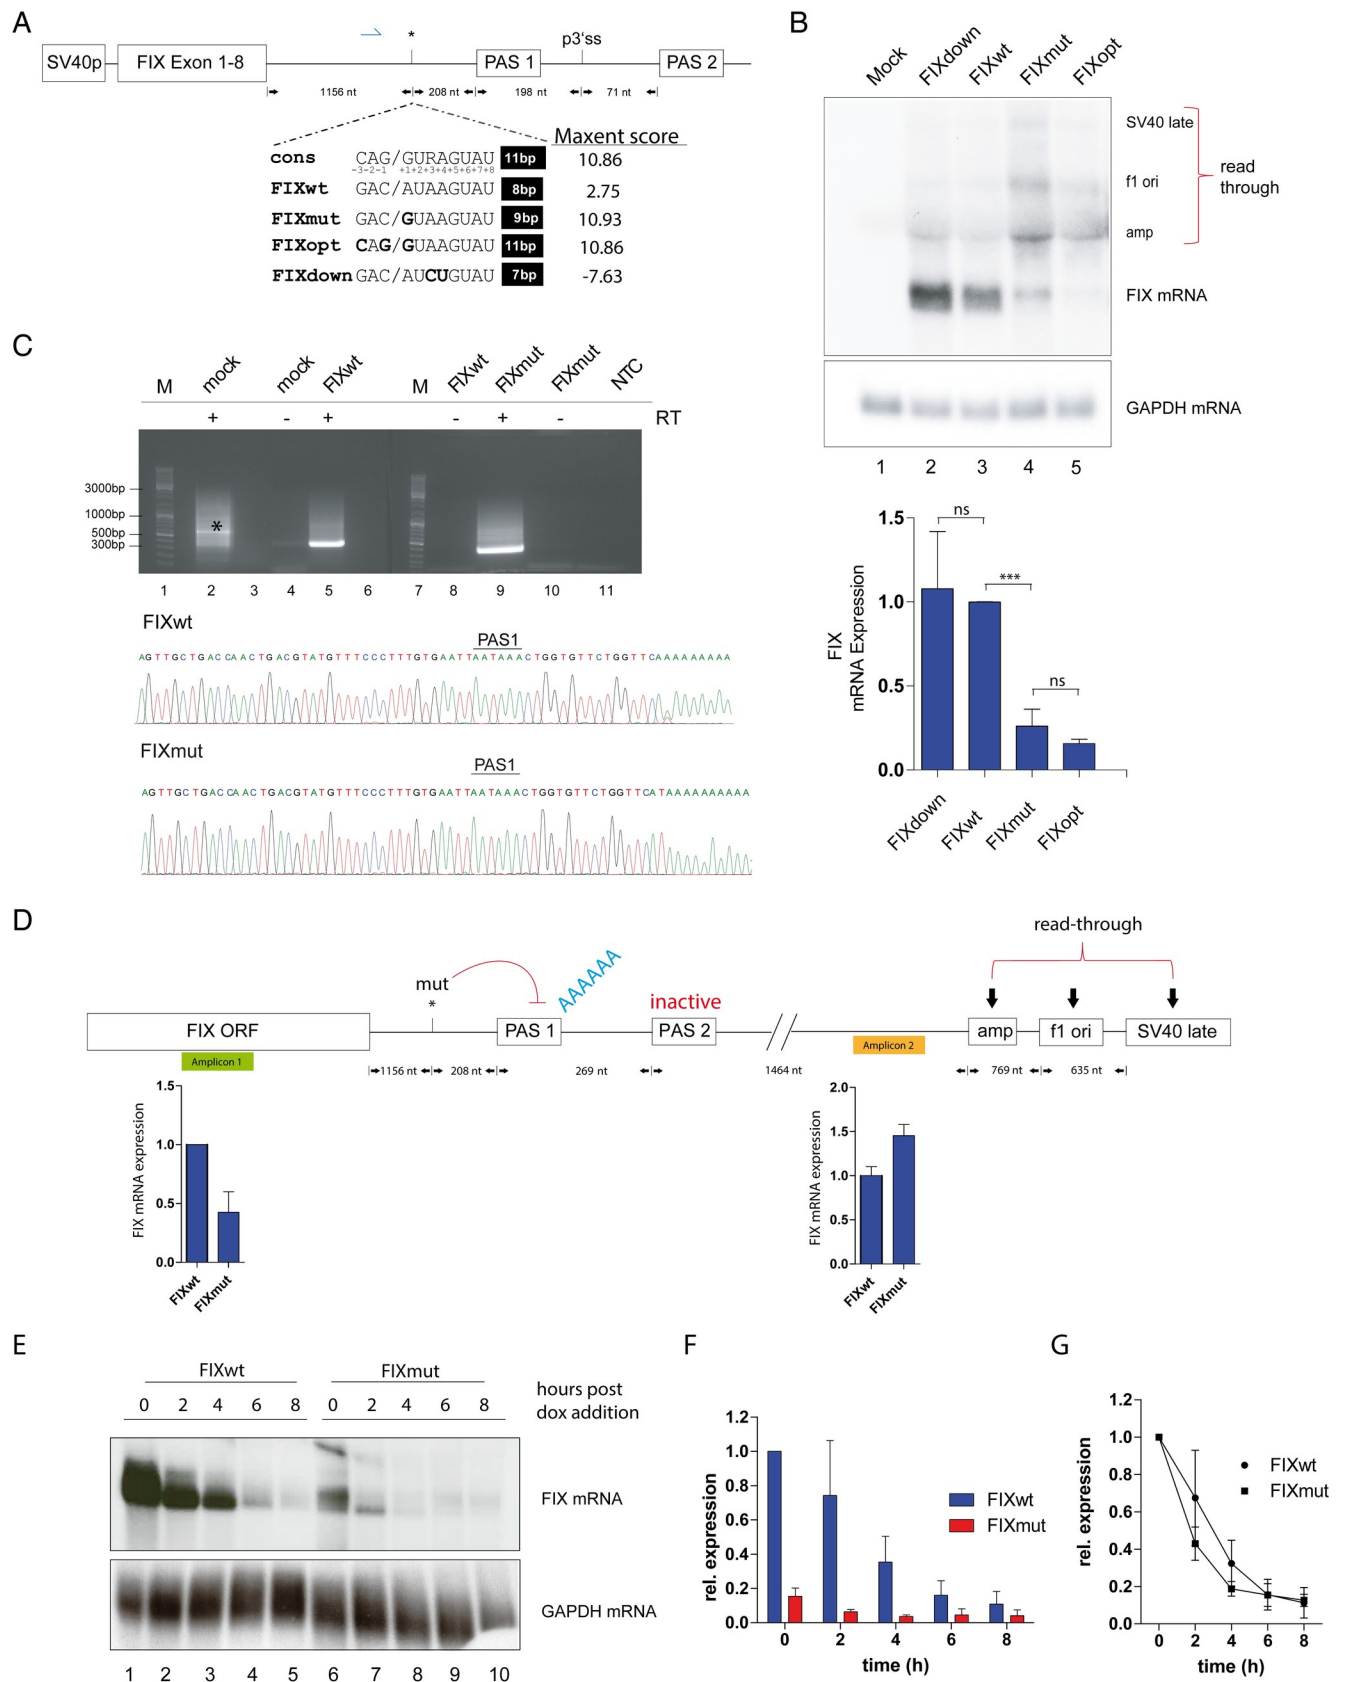 A
SV40p
FIX Exon 1-8
*
PAS 1
p3'ss
PAS 2
1156 nt
208 nt
198 nt
71 nt
Maxent score
cons CAG/GURAGUAU 11bp 10.86
-3-2-1 +1+2+3+4+5+6+7+8
FIXwt GAC/AUAAGUAU 8bp 2.75
FIXmut GAC/GUAAGUAU 9bp 10.93
FIXopt CAG/GUAAGUAU 11bp 10.86
FIXdown GAC/AUCUGUAU 7bp -7.63
B
Mock FIXdown FIXwt FIXmut FIXopt
SV40 late
f1 ori
amp
read
through
FIX mRNA
GAPDH mRNA
1 2 3 4 5
FIX
mRNA Expression
1.5
1.0
0.5
0.0
ns
***
ns
FIXdown FIXwt FIXmut FIXopt
C
M mock mock FIXwt M FIXwt FIXmut FIXmut NTC
+ - + - + - RT
3000bp
1000bp
500bp
300bp
*
1 2 3 4 5 6 7 8 9 10 11
FIXwt
PAS1
AGTTGCTGACCAACTGACGTATGTTTCCCTTTGTGAATTAATAAACTGGTGTTCTGGTTCAAAAAAAAA
FIXmut
PAS1
AGTTGCTGACCAACTGACGTATGTTTCCCTTTGTGAATTAATAAACTGGTGTTCTGGTTCATAAAAAAAAAA
D
read-through
mut
*
AAAAAA
inactive
FIX ORF
PAS 1
PAS 2
amp
f1 ori
SV40 late
Amplicon 1
Amplicon 2
1156 nt
208 nt
269 nt
1464 nt
769 nt
635 nt
FIX mRNA expression
1.5
1.0
0.5
0.0
FIXwt FIXmut
FIX mRNA expression
2.0
1.5
1.0
0.5
0.0
FIXwt FIXmut
E
FIXwt FIXmut
0 2 4 6 8 0 2 4 6 8
hours post
dox addition
FIX mRNA
GAPDH mRNA
1 2 3 4 5 6 7 8 9 10
F
rel. expression
1.2
1.0
0.8
0.6
0.4
0.2
0.0
FIXwt
FIXmut
0 2 4 6 8
time (h)
G
rel. expression
1.2
1.0
0.8
0.6
0.4
0.2
0.0
FIXwt
FIXmut
0 2 4 6 8
time (h)